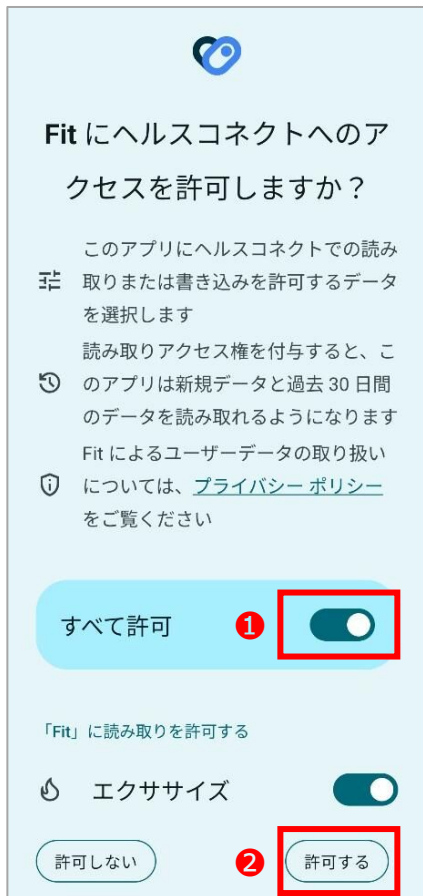 Fit にヘルスコネクトへのア
クセスを許可しますか？
このアプリにヘルスコネクトでの読み
取りまたは書き込みを許可するデータ
を選択します
読み取りアクセス権を付与すると、こ
のアプリは新規データと過去 30 日間
のデータを読み取れるようになります
Fit によるユーザーデータの取り扱い
については、プライバシー ポリシー
をご覧ください
すべて許可 ❶
「Fit」に読み取りを許可する
エクササイズ
許可しない ❷ 許可する